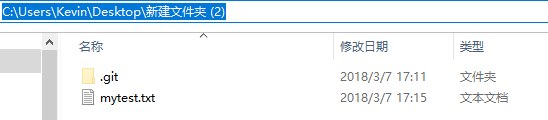 C:\Users\Kevin\Desktop\新建文件夹 (2)
名称 修改日期 类型
.git 2018/3/7 17:11 文件夹
mytest.txt 2018/3/7 17:15 文本文档